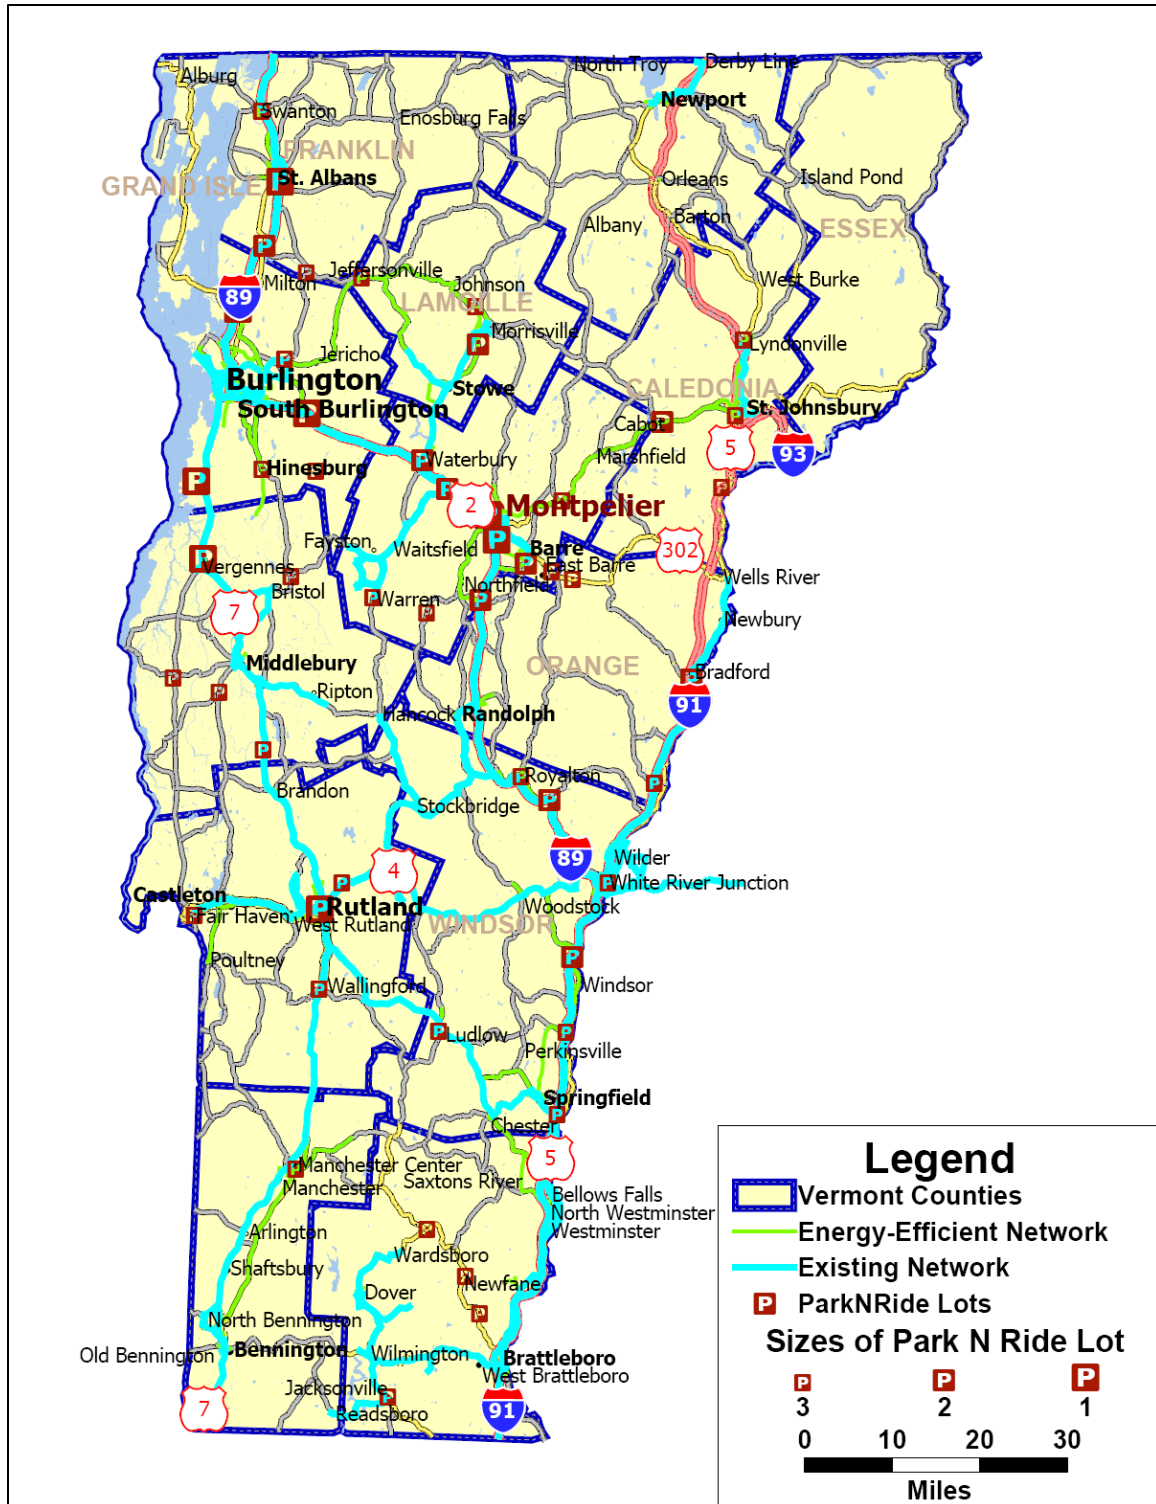 North Troy
Derby Line
Alburg
Newport
Swanton
Enosburg Falls
FRANKLIN
GRAND ISLE
St. Albans
Orleans
Island Pond
Albany
Barton
ESSEX
Jeffersonville
Milton
Johnson
West Burke
89
LAMOILLE
Morrisville
Jericho
Lyndonville
Burlington
Stowe
CALEDONIA
South Burlington
St. Johnsbury
Cabot
Hinesburg
Waterbury
Marshfield
5
93
2
Montpelier
Fayston
Waitsfield
Barre
302
Vergennes
East Barre
Wells River
Bristol
Northfield
Warren
7
Newbury
Middlebury
ORANGE
Bradford
Ripton
91
Hancock
Randolph
Royalton
Brandon
Stockbridge
89
Wilder
4
White River Junction
Castleton
Rutland
Woodstock
Fair Haven
West Rutland
WINDSOR
Poultney
Wallingford
Windsor
Ludlow
Perkinsville
Springfield
Chester
5
Manchester Center
Manchester
Saxtons River
Bellows Falls
North Westminster
Westminster
Arlington
Wardsboro
Shaftsbury
Newfane
Dover
North Bennington
Old Bennington
Bennington
Wilmington
Brattleboro
West Brattleboro
Jacksonville
7
Readsboro
91
Legend
Vermont Counties
Energy-Efficient Network
Existing Network
P ParkNRide Lots
Sizes of Park N Ride Lot
P P P
3 2 1
0 10 20 30
Miles